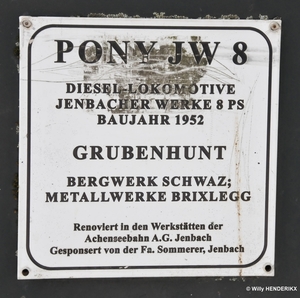 PONY JW 8
DIESEL-LOKOMOTIVE
JENBACHER WERKE 8 PS
BAUJAHR 1952
GRUBENHUNT
BERGWERK SCHWAZ;
METALLWERKE BRIXLEGG
Renoviert in den Werkstätten der
Achenseebahn A.G. Jenbach
Gesponsert von der Fa. Sommerer, Jenbach
© Willy HENDERIKX